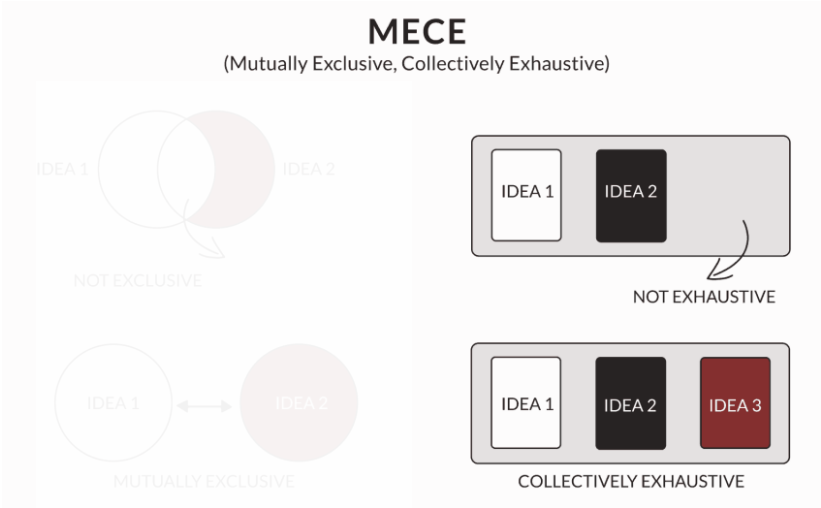 MECE
(Mutually Exclusive, Collectively Exhaustive)
IDEA 1
IDEA 2
NOT EXCLUSIVE
IDEA 1
IDEA 2
NOT EXHAUSTIVE
IDEA 1
IDEA 2
MUTUALLY EXCLUSIVE
IDEA 1
IDEA 2
IDEA 3
COLLECTIVELY EXHAUSTIVE